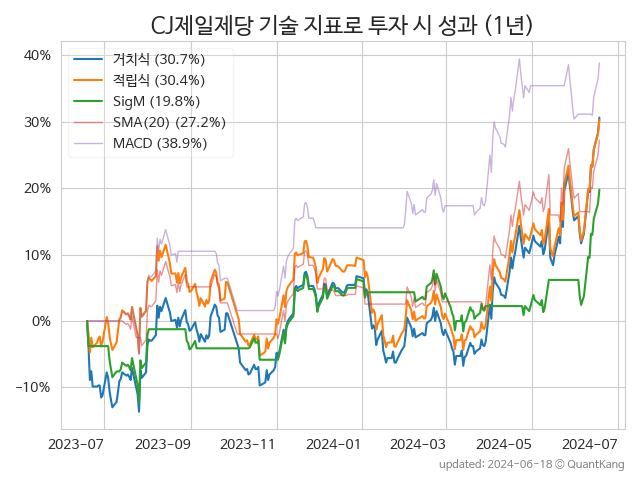 CJ제일제당 기술 지표로 투자 시 성과 (1년)
거치식 (30.7%)
적립식 (30.4%)
SigM (19.8%)
SMA(20) (27.2%)
MACD (38.9%)
40%
30%
20%
10%
0%
−10%
2023-07
2023-09
2023-11
2024-01
2024-03
2024-05
2024-07
updated: 2024-06-18 © QuantKang